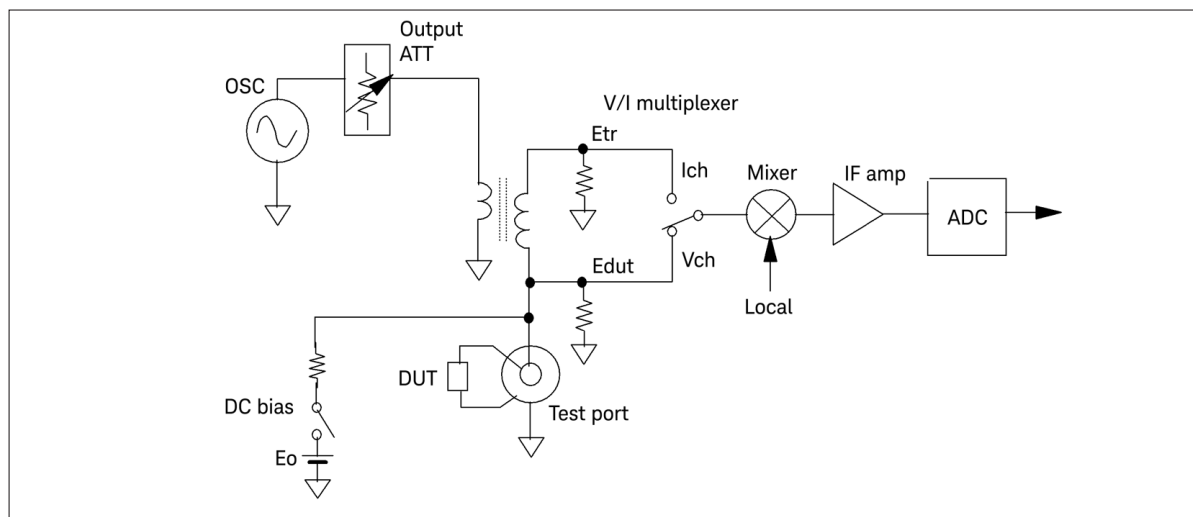 Output
ATT
OSC
V/I multiplexer
Etr
Ich
Mixer
IF amp
ADC
Vch
Edut
Local
DUT
Test port
DC bias
Eo